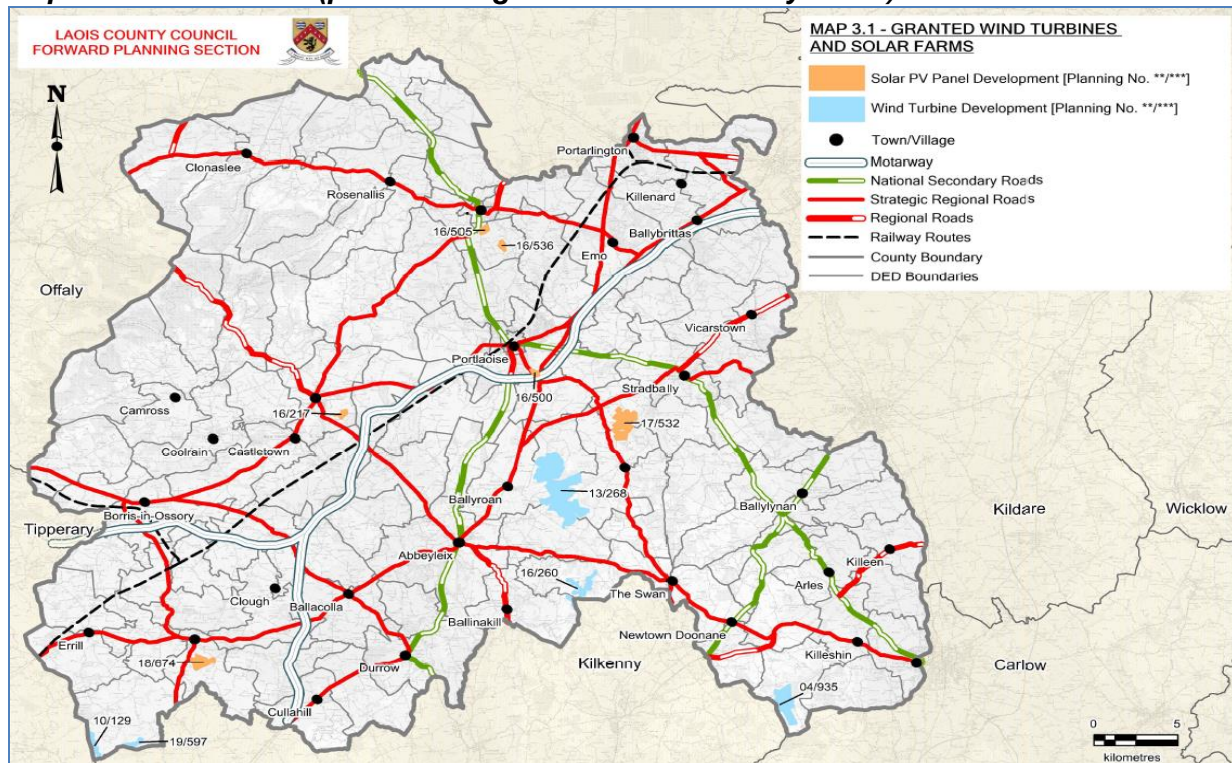 LAOIS COUNTY COUNCIL
FORWARD PLANNING SECTION
N
MAP 3.1 - GRANTED WIND TURBINES
AND SOLAR FARMS
Solar PV Panel Development [Planning No. **/***]
Wind Turbine Development [Planning No. **/***]
Town/Village
Motarway
National Secondary Roads
Strategic Regional Roads
Regional Roads
Railway Routes
County Boundary
DED Boundaries
Portarlington
Clonaslee
Rosenallis
Killenard
16/505
16/536
Ballybrittas
Emo
Offaly
Vicarstown
Portlaoise
Stradbally
16/500
Camross
16/217
17/532
Coolrain
Castletown
13/268
Ballyroan
Ballylynan
Borris-in-Ossory
Tipperary
Kildare
Wicklow
Abbeyleix
16/260
The Swan
Killeen
Arles
Clough
Ballacolla
Ballinakill
Newtown Doonane
Errill
Killeshin
18/674
Durrow
Kilkenny
Carlow
04/935
Cullahill
10/129
19/597
0 5
kilometres